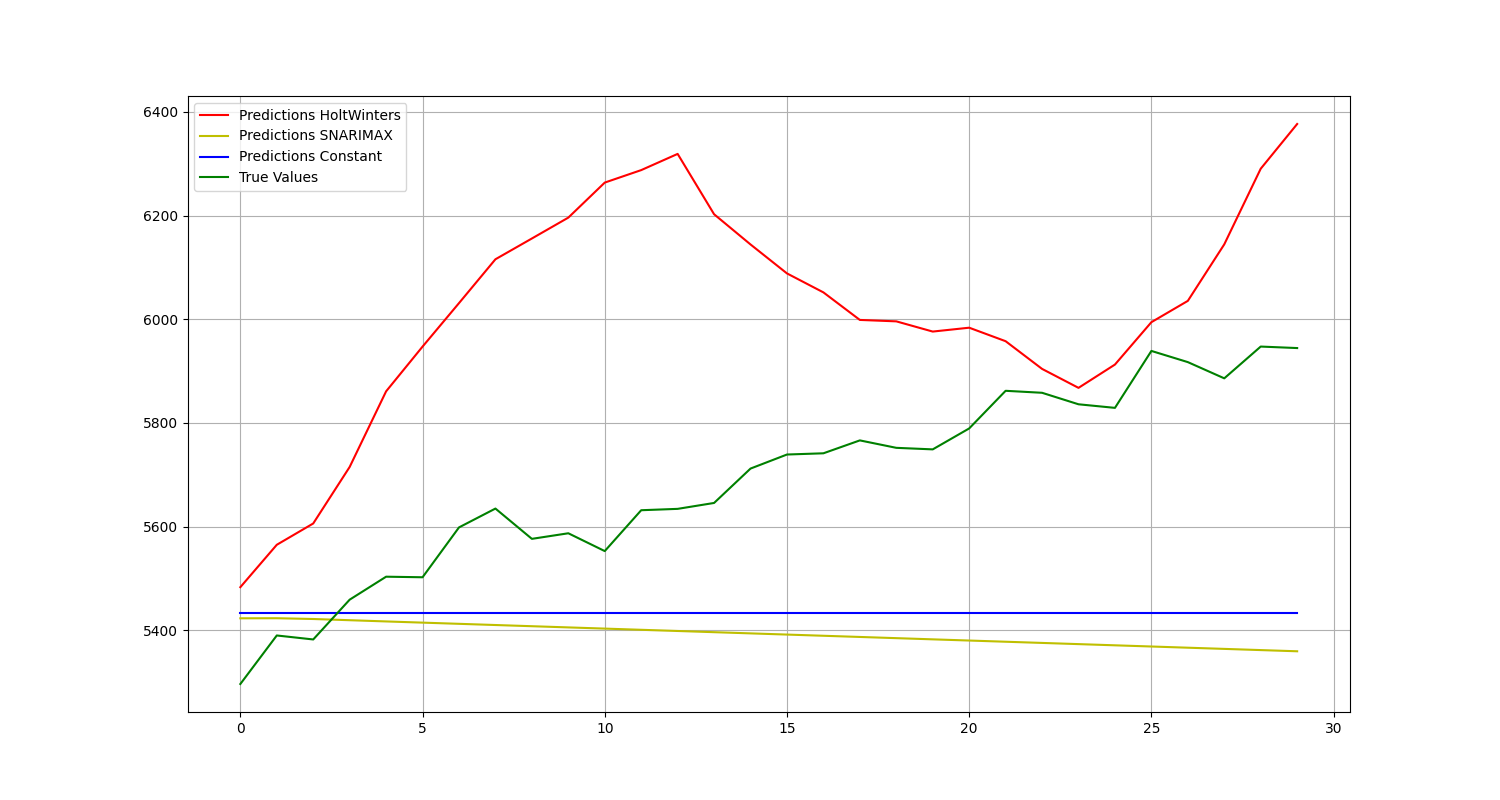 6400
6200
6000
5800
5600
5400
0 5 10 15 20 25 30
Predictions HoltWinters
Predictions SNARIMAX
Predictions Constant
True Values